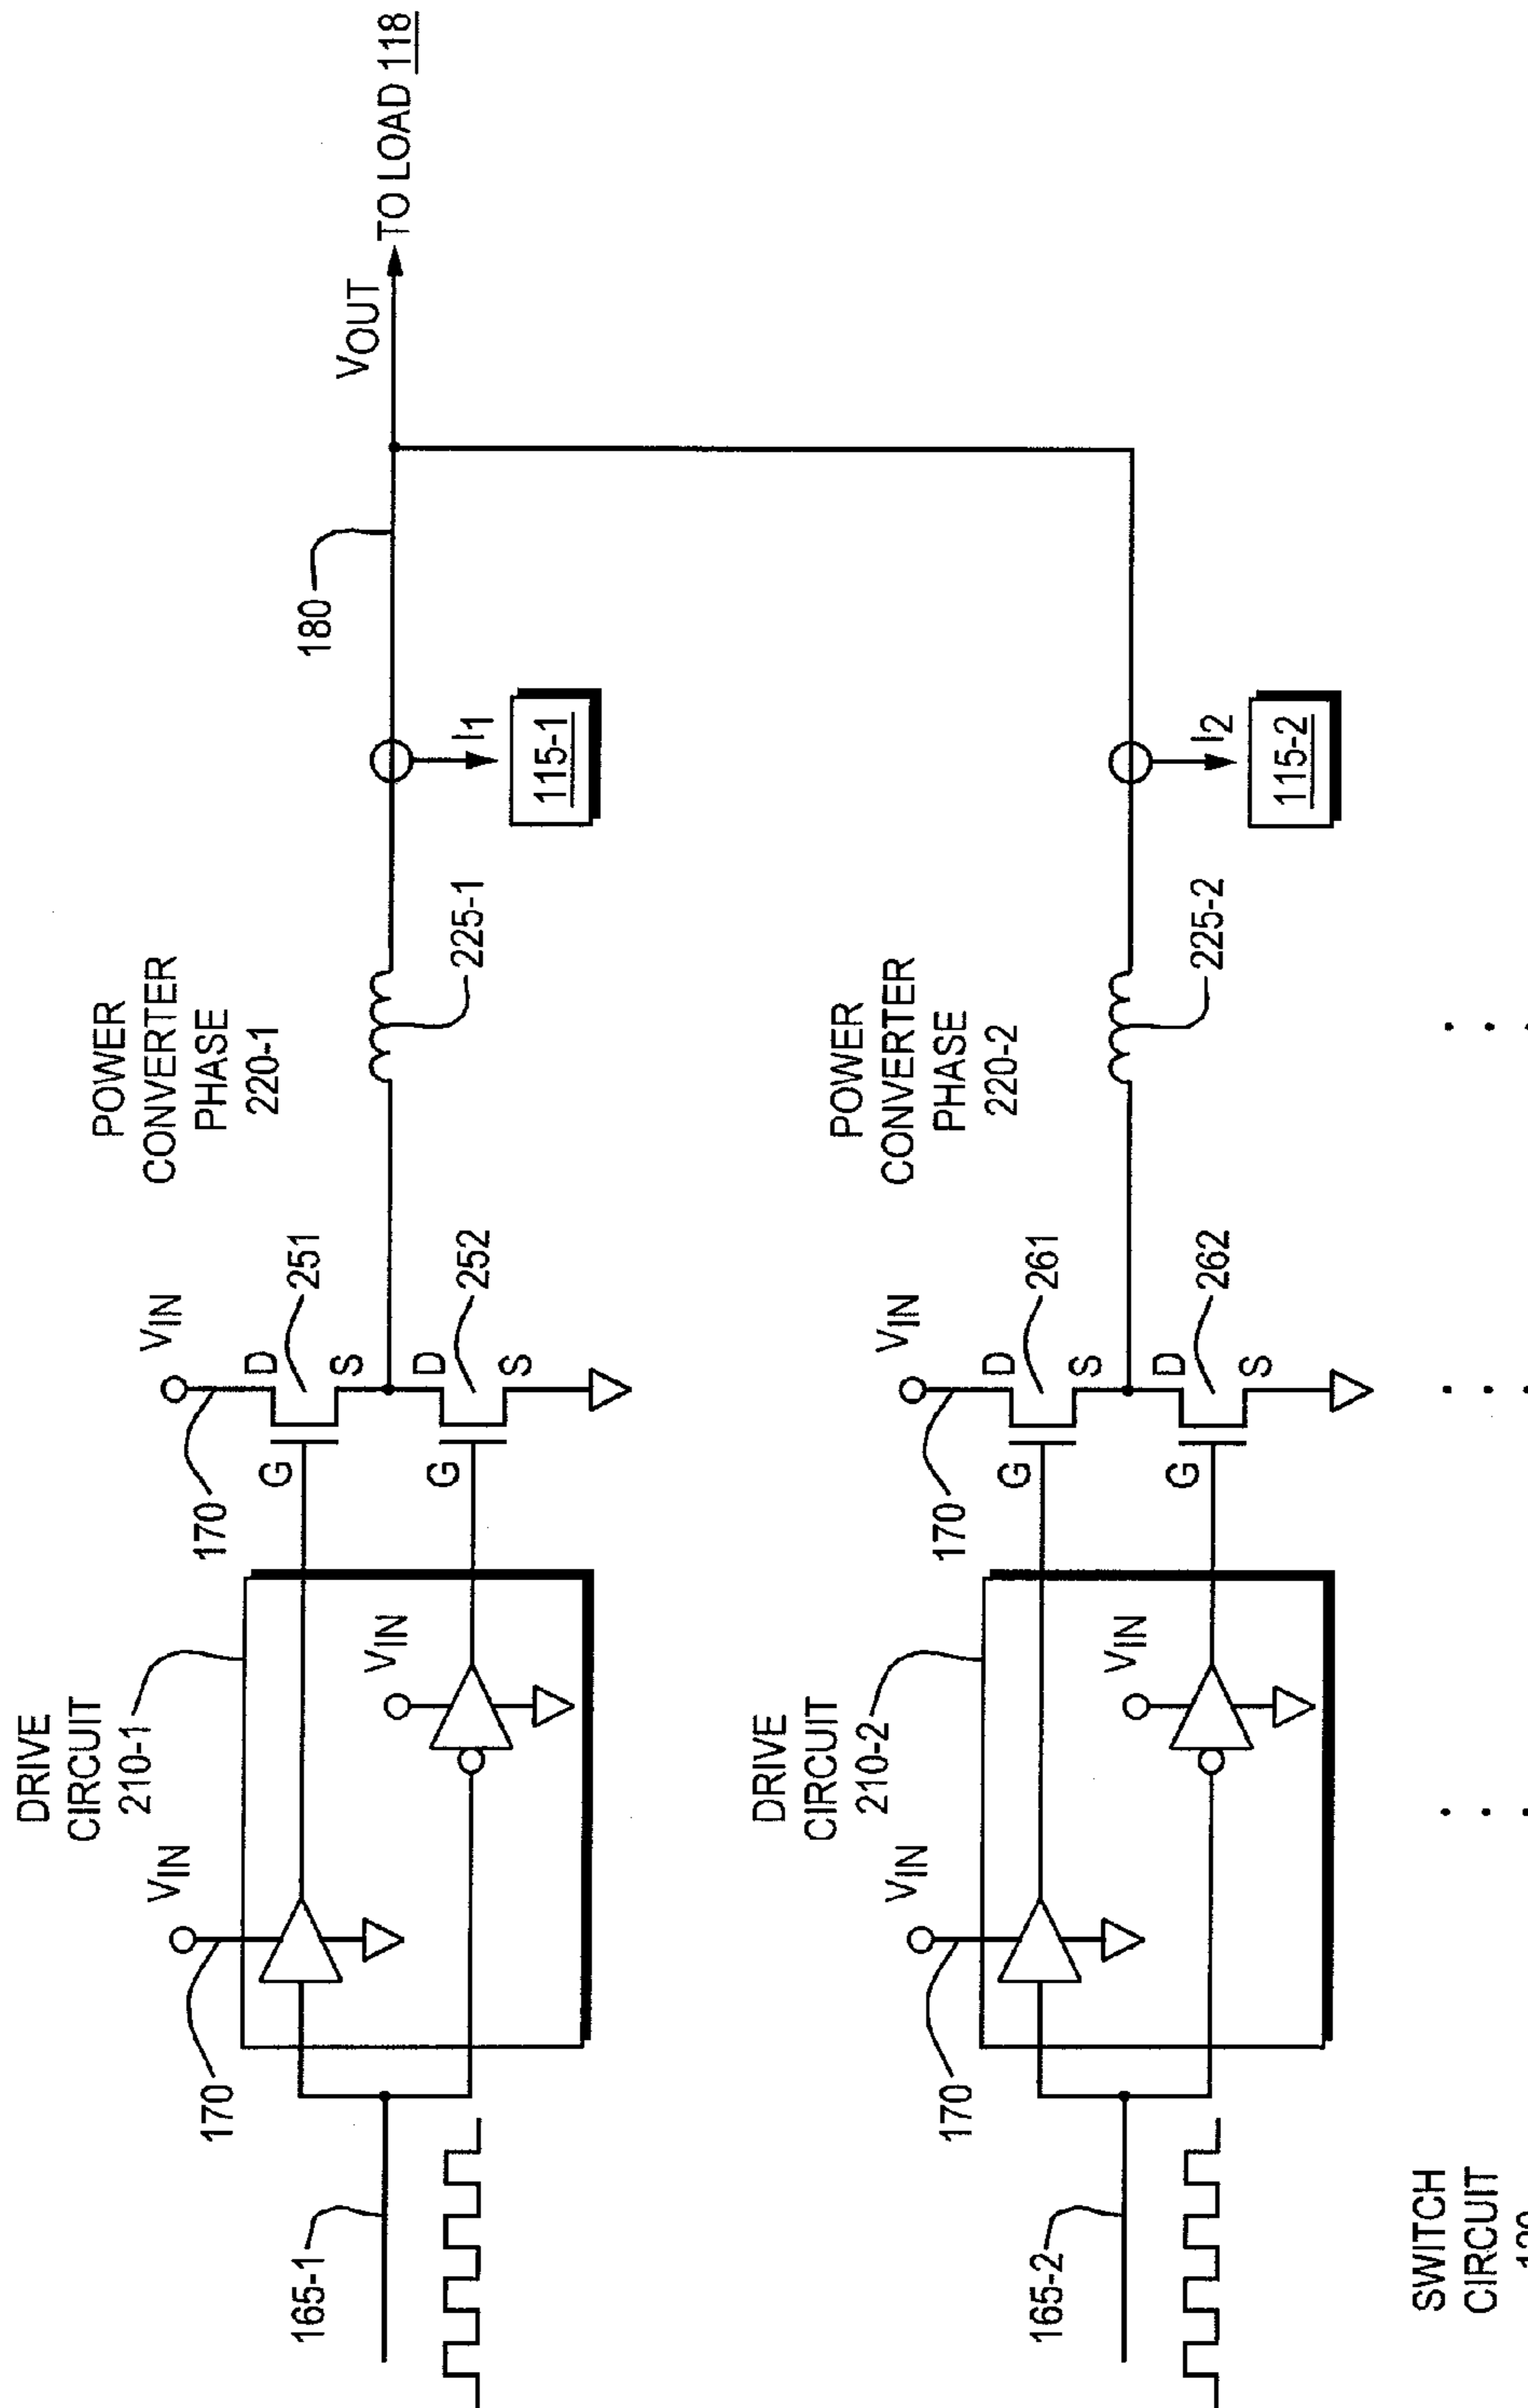 DRIVE
CIRCUIT
210-1
POWER
CONVERTER
PHASE
220-1
VIN
170
VIN
170
VIN
D
G
S
251
D
G
S
252
165-1
225-1
I1
115-1
180
VOUT
TO LOAD 118
DRIVE
CIRCUIT
210-2
POWER
CONVERTER
PHASE
220-2
VIN
170
VIN
170
VIN
D
G
S
261
D
G
S
262
165-2
225-2
I2
115-2
SWITCH
CIRCUIT